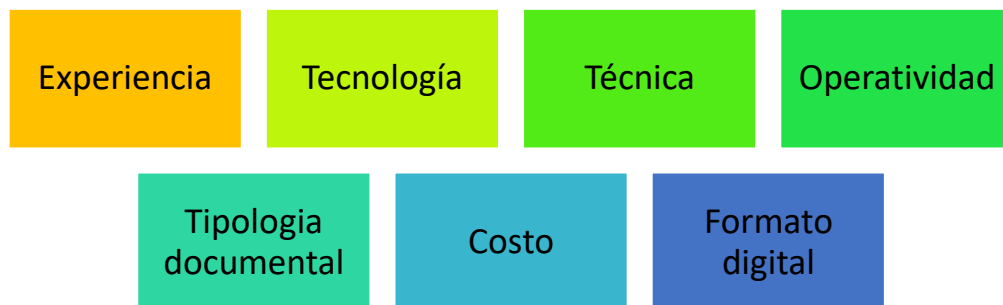 Experiencia
Tecnología
Técnica
Operatividad
Tipologia
documental
Costo
Formato
digital